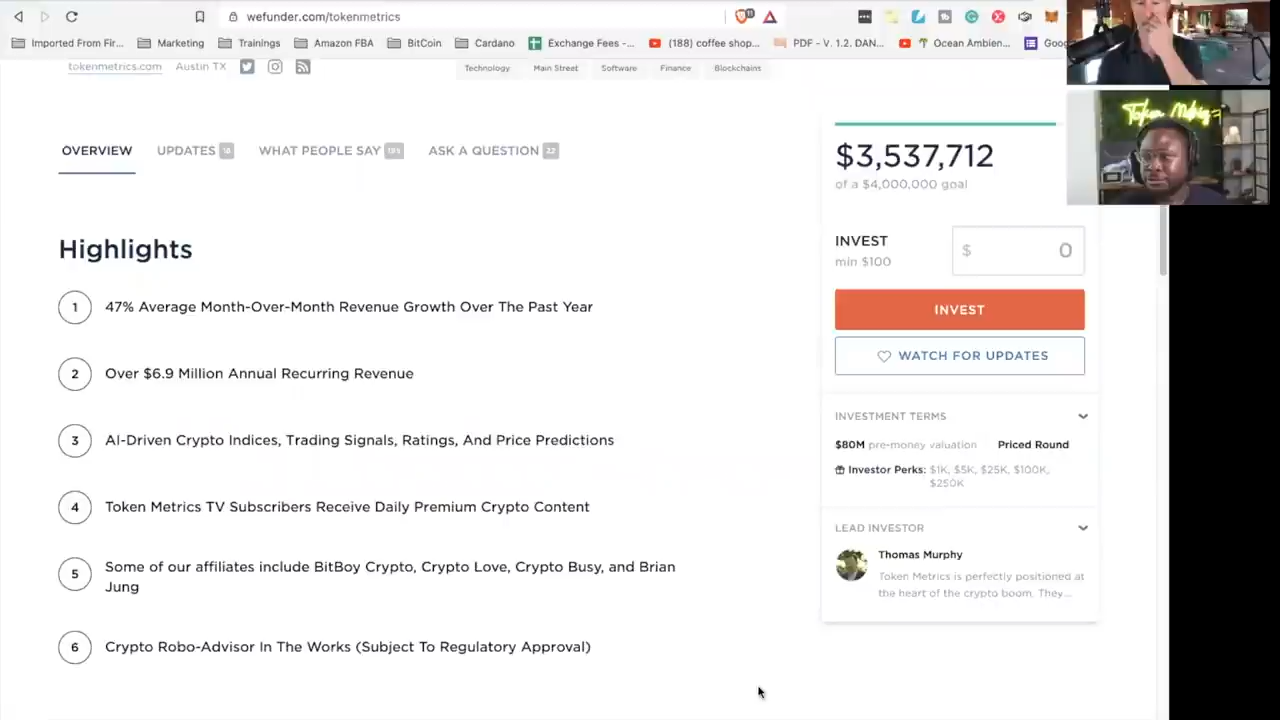 wefunder.com/tokenmetrics
Imported From Fir... Marketing Trainings Amazon FBA BitCoin Cardano Exchange Fees -... (188) coffee shop... PDF - V. 1.2. DAN... Ocean Ambien...
tokenmetrics.com Austin TX
Technology Main Street Software Finance Blockchains
Token Metrics
OVERVIEW UPDATES WHAT PEOPLE SAY ASK A QUESTION 22
$3,537,712
of a $4,000,000 goal
Highlights
INVEST
min $100
$ 0
INVEST
WATCH FOR UPDATES
1 47% Average Month-Over-Month Revenue Growth Over The Past Year
2 Over $6.9 Million Annual Recurring Revenue
3 AI-Driven Crypto Indices, Trading Signals, Ratings, And Price Predictions
4 Token Metrics TV Subscribers Receive Daily Premium Crypto Content
5 Some of our affiliates include BitBoy Crypto, Crypto Love, Crypto Busy, and Brian
Jung
6 Crypto Robo-Advisor In The Works (Subject To Regulatory Approval)
INVESTMENT TERMS
$80M pre-money valuation Priced Round
Investor Perks: $1K, $5K, $25K, $100K,
$250K
LEAD INVESTOR
Thomas Murphy
Token Metrics is perfectly positioned at
the heart of the crypto boom. They...